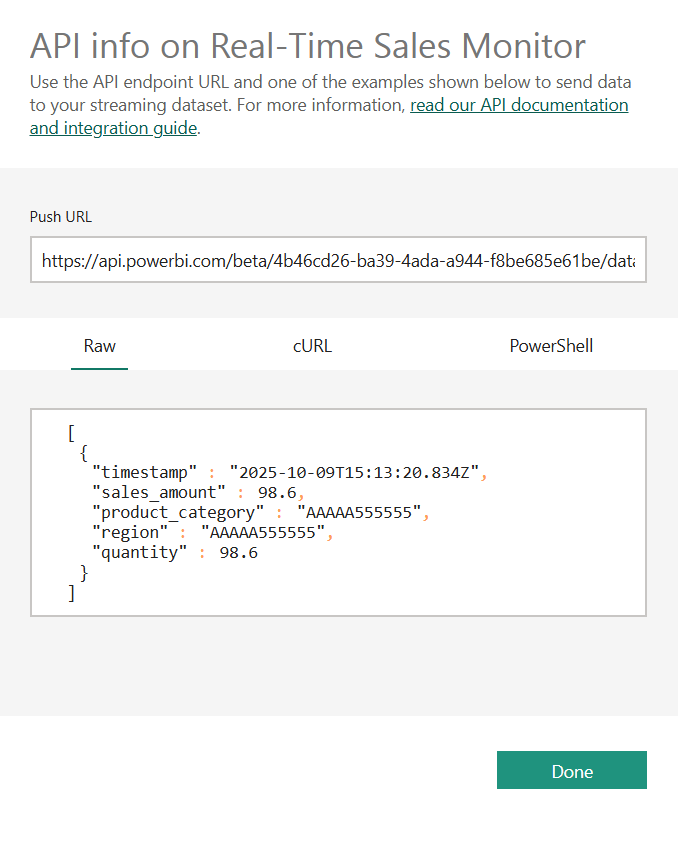 API info on Real-Time Sales Monitor
Use the API endpoint URL and one of the examples shown below to send data
to your streaming dataset. For more information, read our API documentation
and integration guide.
Push URL
https://api.powerbi.com/beta/4b46cd26-ba39-4ada-a944-f8be685e61be/data
Raw cURL PowerShell
[
{
"timestamp" : "2025-10-09T15:13:20.834Z",
"sales_amount" : 98.6,
"product_category" : "AAAAA555555",
"region" : "AAAAA555555",
"quantity" : 98.6
}
]
Done